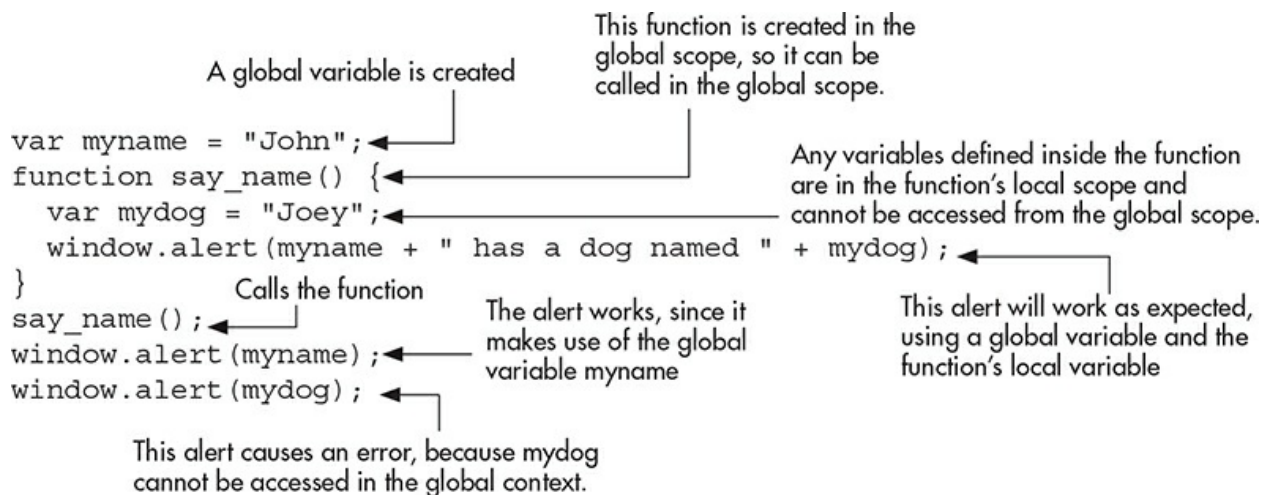 This function is created in the
global scope, so it can be
called in the global scope.
A global variable is created
var myname = "John";
function say_name() {
Any variables defined inside the function
are in the function's local scope and
cannot be accessed from the global scope.
  var mydog = "Joey";
  window.alert(myname + " has a dog named " + mydog);
}
Calls the function
say_name();
The alert works, since it
makes use of the global
variable myname
This alert will work as expected,
using a global variable and the
function's local variable
window.alert(myname);
window.alert(mydog);
This alert causes an error, because mydog
cannot be accessed in the global context.